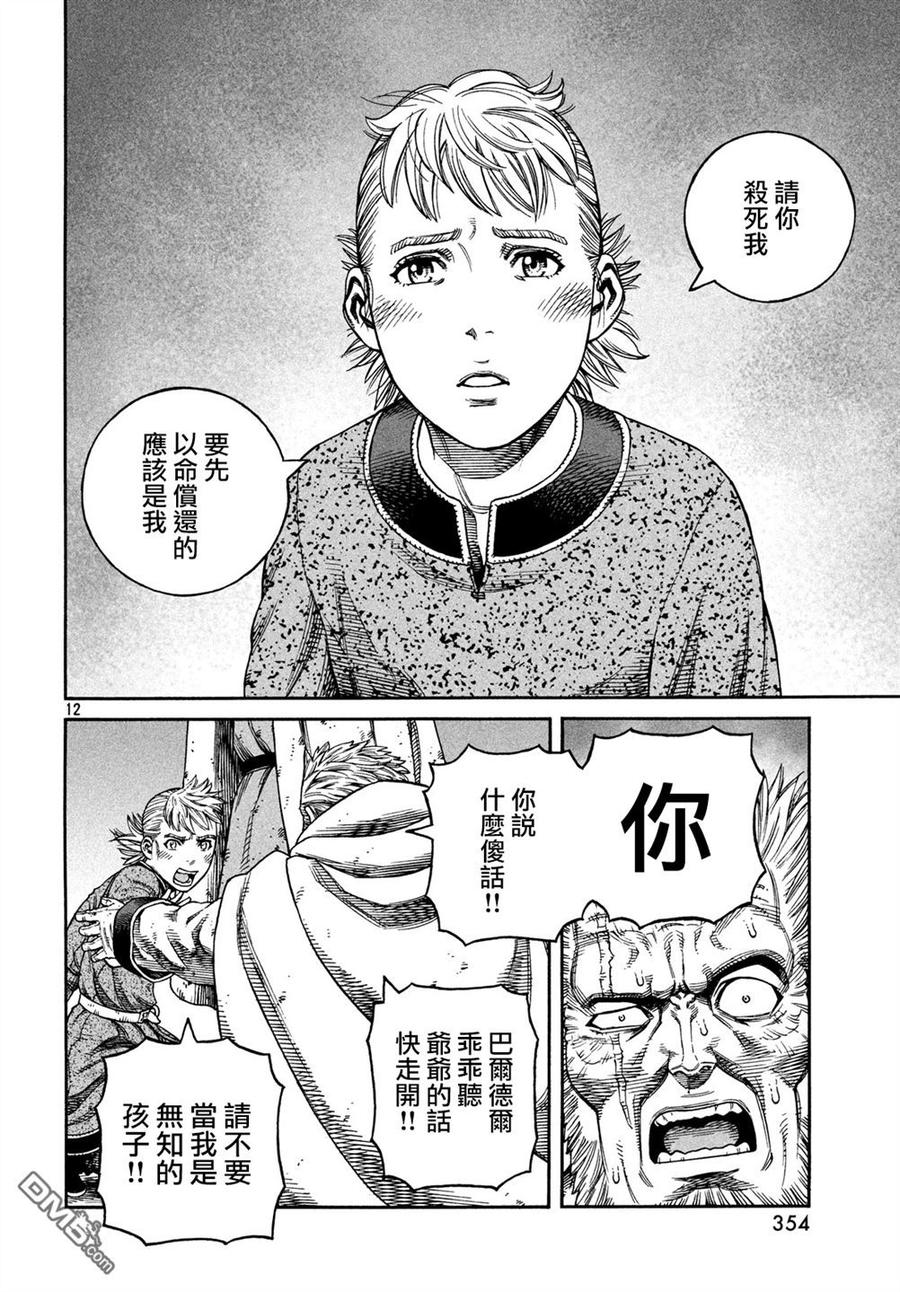 請你
殺死我
要先
以命償還的
應該是我
12
你
你説
什麼傻話!!
巴爾德爾
乖乖聽
爺爺的話
快走開!!
請不要
當我是
無知的
孩子!!
354
DM5.com